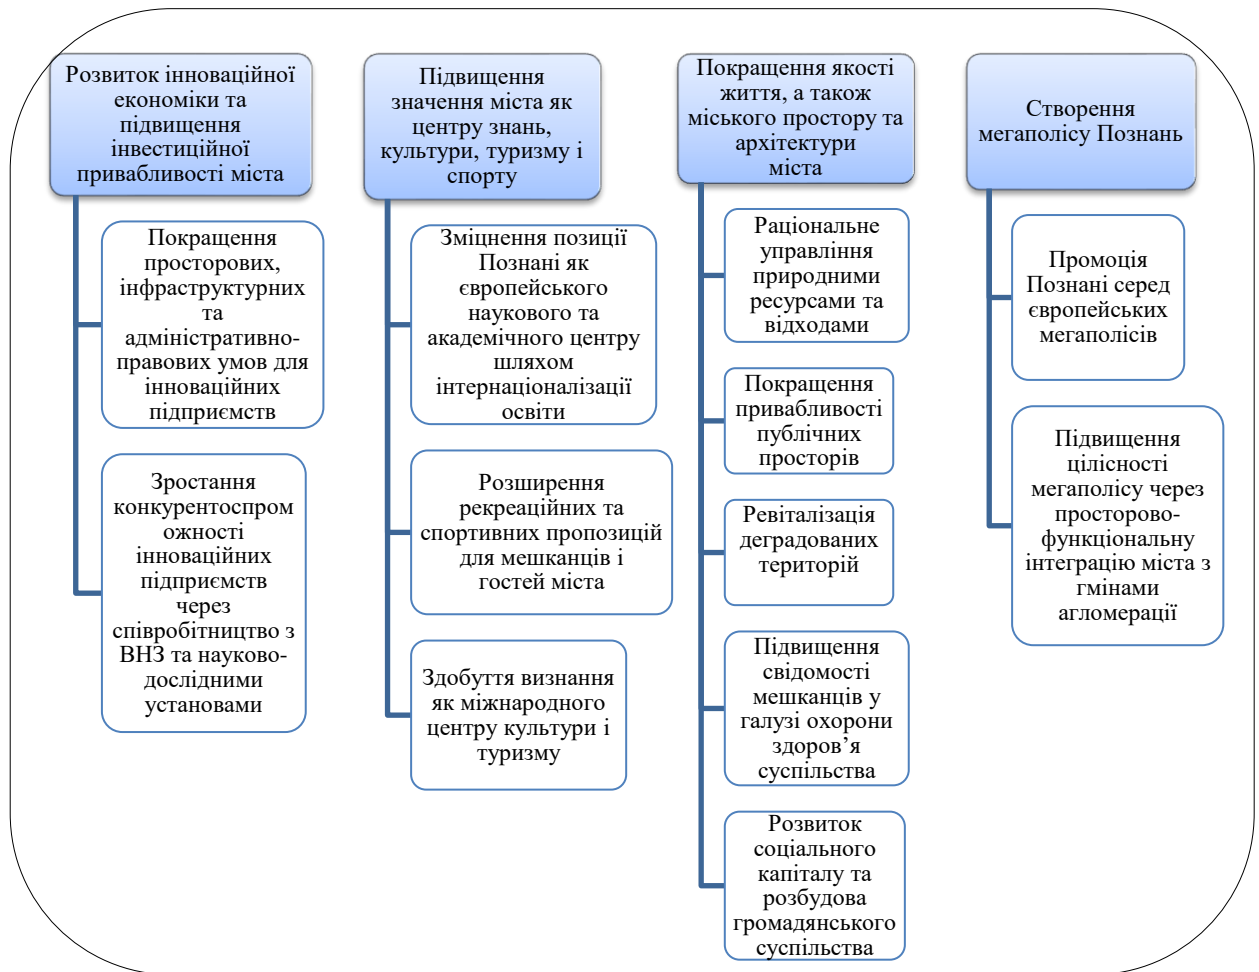 Розвиток інноваційної
економіки та
підвищення
інвестиційної
привабливості міста
Покращення
просторових,
інфраструктурних
та
адміністративно-
правових умов для
інноваційних
підприємств
Зростання
конкурентоспром
ожності
інноваційних
підприємств
через
співробітництво з
ВНЗ та науково-
дослідними
установами
Підвищення
значення міста як
центру знань,
культури, туризму і
спорту
Зміцнення позиції
Познані як
європейського
наукового та
академічного центру
шляхом
інтернаціоналізації
освіти
Розширення
рекреаційних та
спортивних пропозицій
для мешканців і
гостей міста
Здобуття визнання
як міжнародного
центру культури і
туризму
Покращення якості
життя, а також
міського простору та
архітектури
міста
Раціональне
управління
природними
ресурсами та
відходами
Покращення
привабливості
публічних
просторів
Ревіталізація
деградованих
територій
Підвищення
свідомості
мешканців у
галузі охорони
здоров’я
суспільства
Розвиток
соціального
капіталу та
розбудова
громадянського
суспільства
Створення
мегаполісу Познань
Промоція
Познані серед
європейських
мегаполісів
Підвищення
цілісності
мегаполісу через
просторово-
функціональну
інтеграцію міста з
гмінами
агломерації